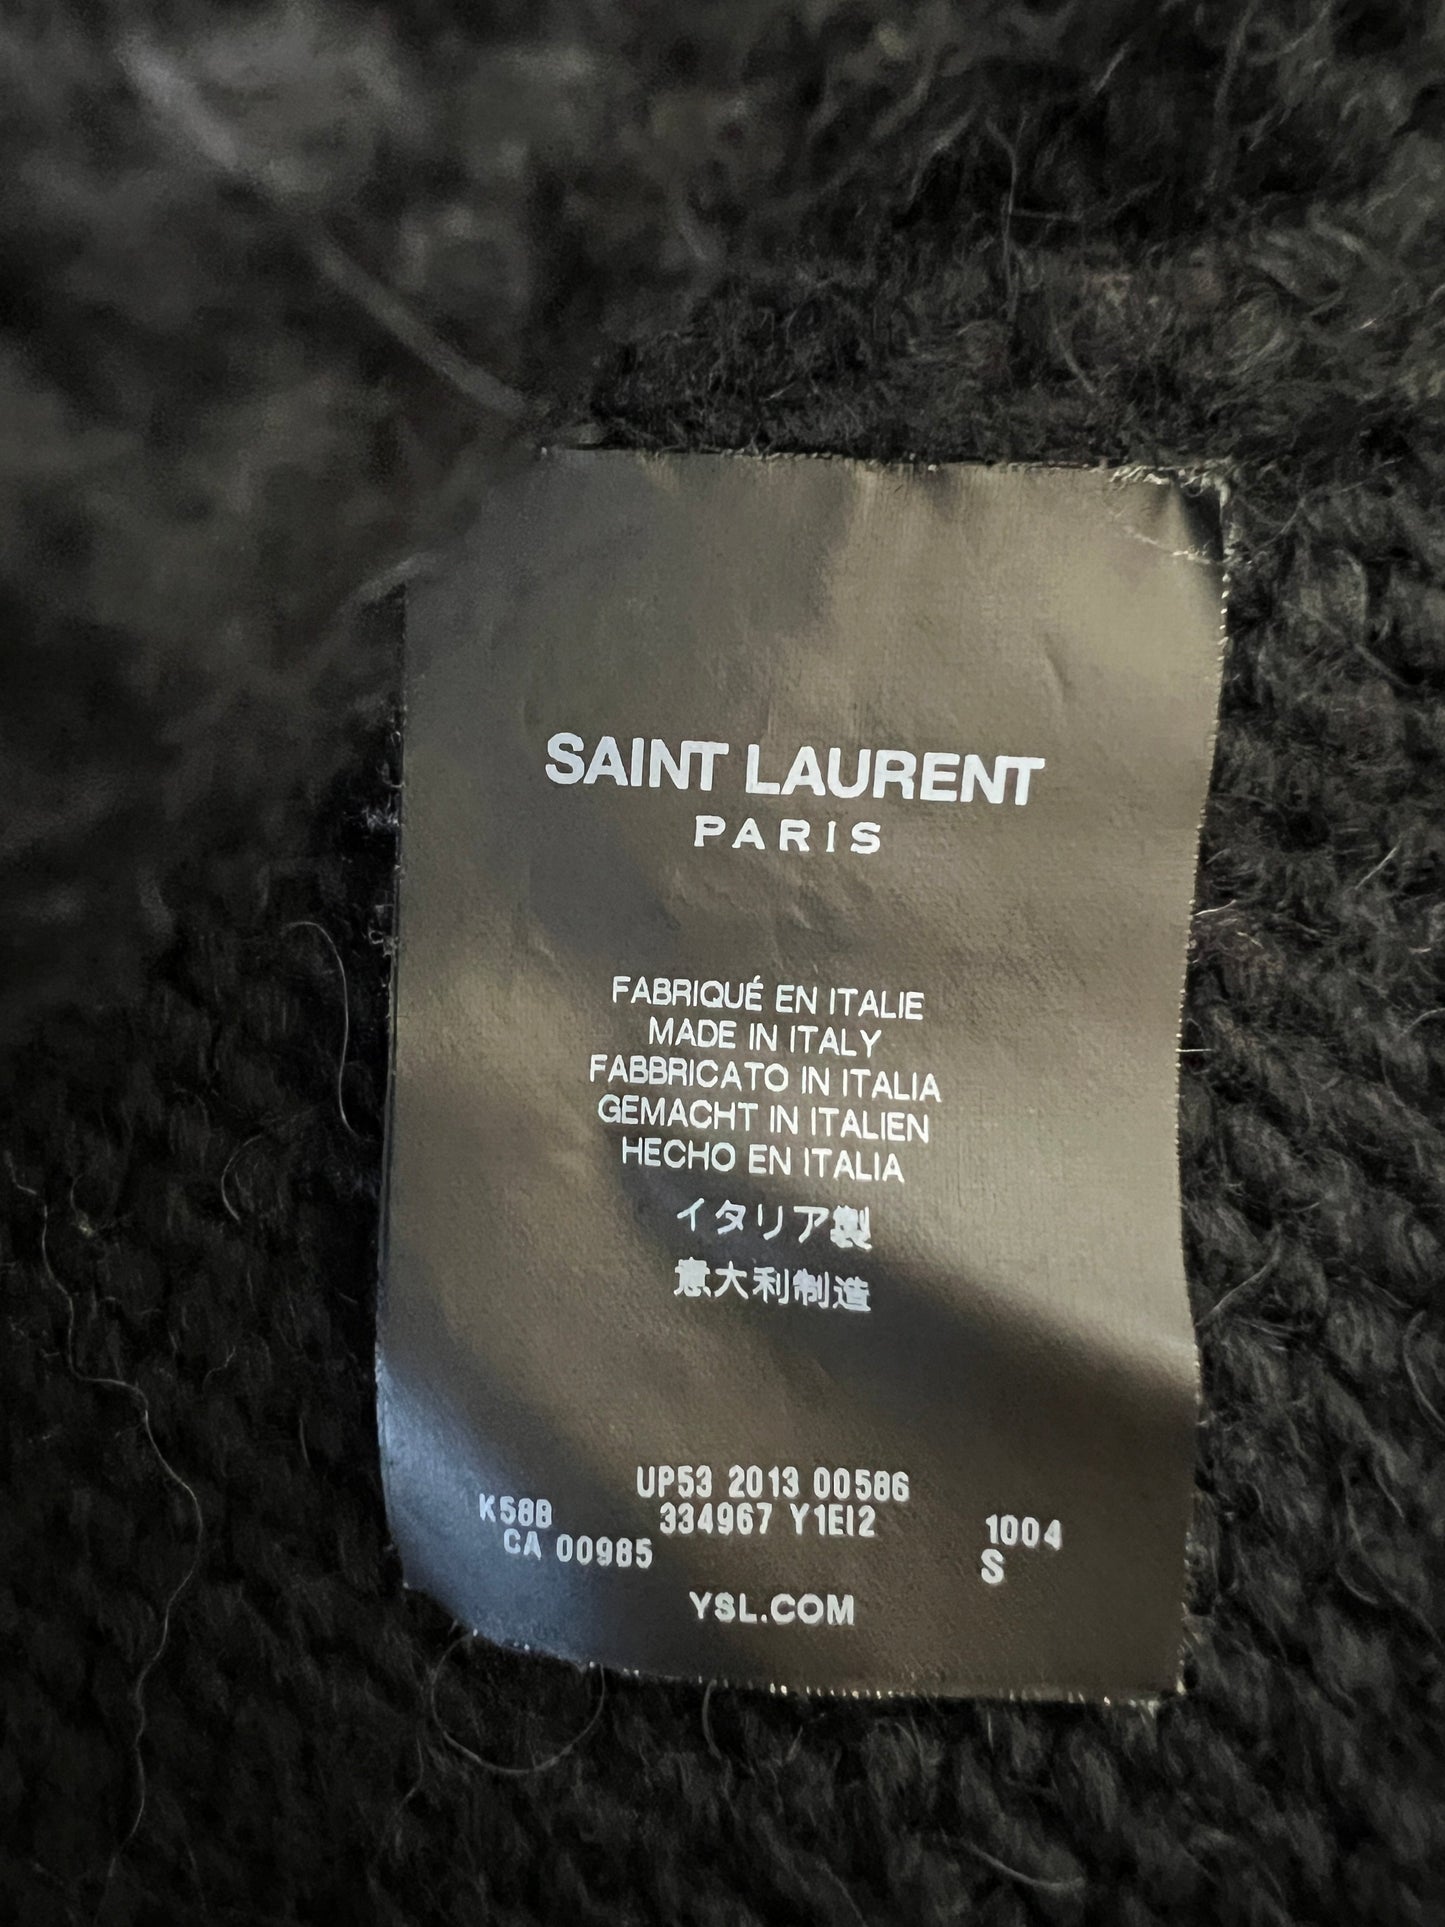 SAINT LAURENT
PARIS
FABRIQUÉ EN ITALIE
MADE IN ITALY
FABBRICATO IN ITALIA
GEMACHT IN ITALIEN
HECHO EN ITALIA
イタリア製
意大利制造
UP53 2013 00586
K58B 334967 Y1EI2 1004
CA 00985 S
YSL.COM